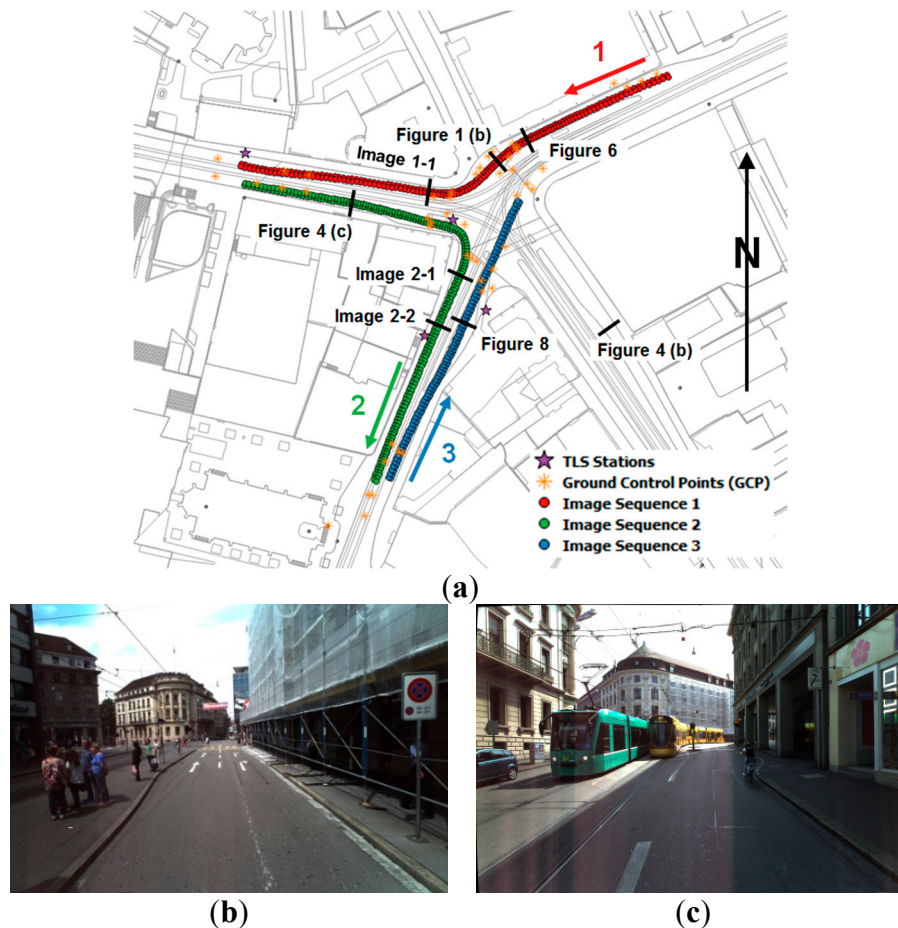 1
Figure 1 (b)
Figure 6
Image 1-1
Figure 4 (c)
N
Image 2-1
Image 2-2
Figure 8
Figure 4 (b)
2
3
TLS Stations
Ground Control Points (GCP)
Image Sequence 1
Image Sequence 2
Image Sequence 3
(a)
(b)
(c)